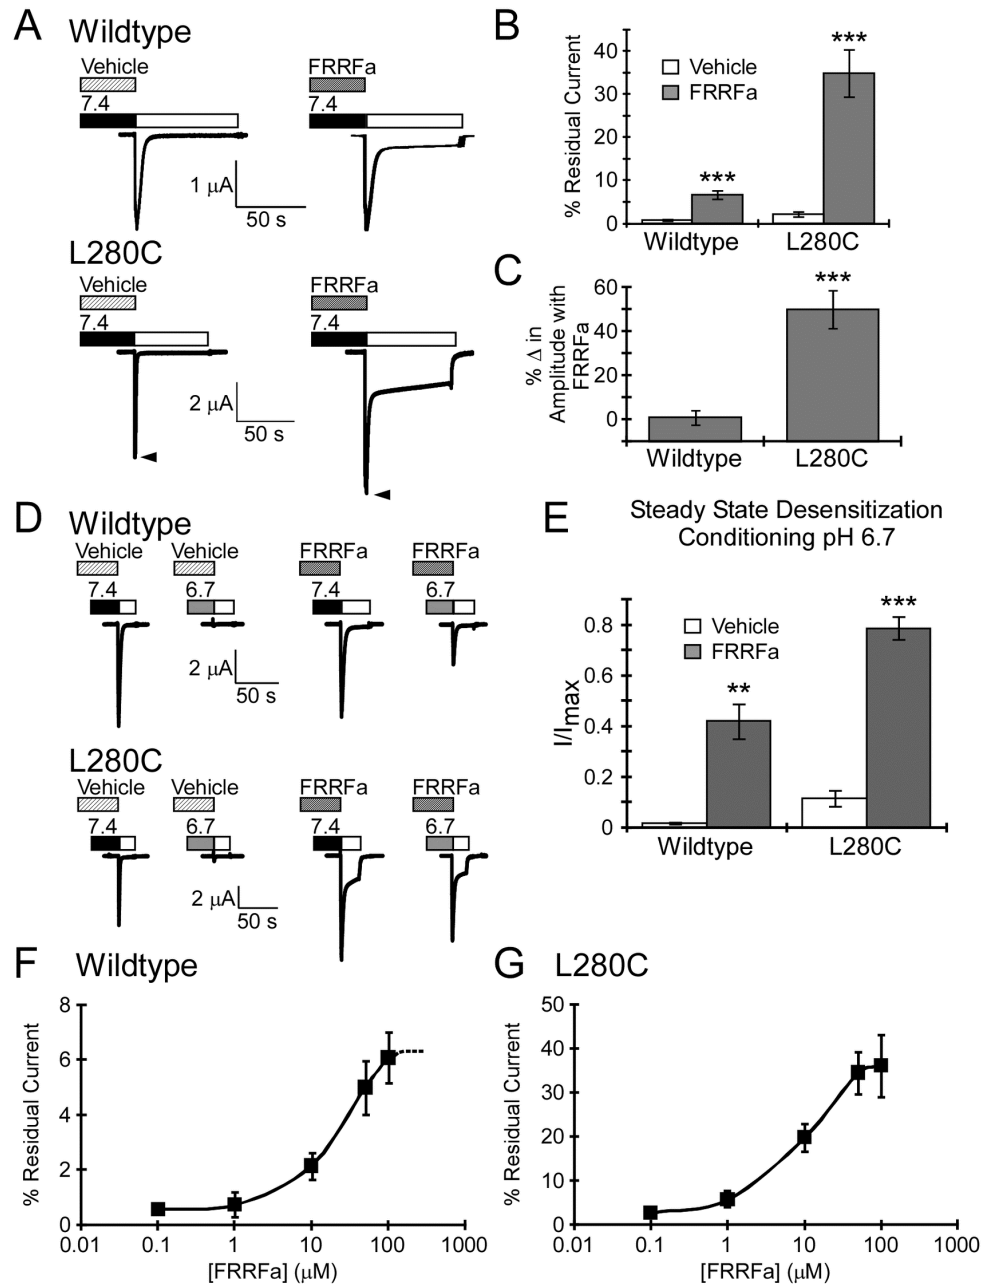 A
Wildtype
Vehicle
7.4
FRRFa
7.4
1 μA
50 s
L280C
Vehicle
7.4
FRRFa
7.4
2 μA
50 s
B
% Residual Current
40
30
20
10
0
Vehicle
FRRFa
***
***
Wildtype
L280C
C
% Δ in
Amplitude with
FRRFa
60
40
20
0
***
Wildtype
L280C
D
Wildtype
Vehicle
Vehicle
FRRFa
FRRFa
7.4
6.7
7.4
6.7
2 μA
50 s
L280C
Vehicle
Vehicle
FRRFa
FRRFa
7.4
6.7
7.4
6.7
2 μA
50 s
E
Steady State Desensitization
Conditioning pH 6.7
I/Imax
0.8
0.6
0.4
0.2
0
Vehicle
FRRFa
**
***
Wildtype
L280C
F Wildtype
% Residual Current
8
6
4
2
0
0.01 0.1 1 10 100 1000
[FRRFa] (μM)
G L280C
% Residual Current
50
40
30
20
10
0
0.01 0.1 1 10 100 1000
[FRRFa] (μM)